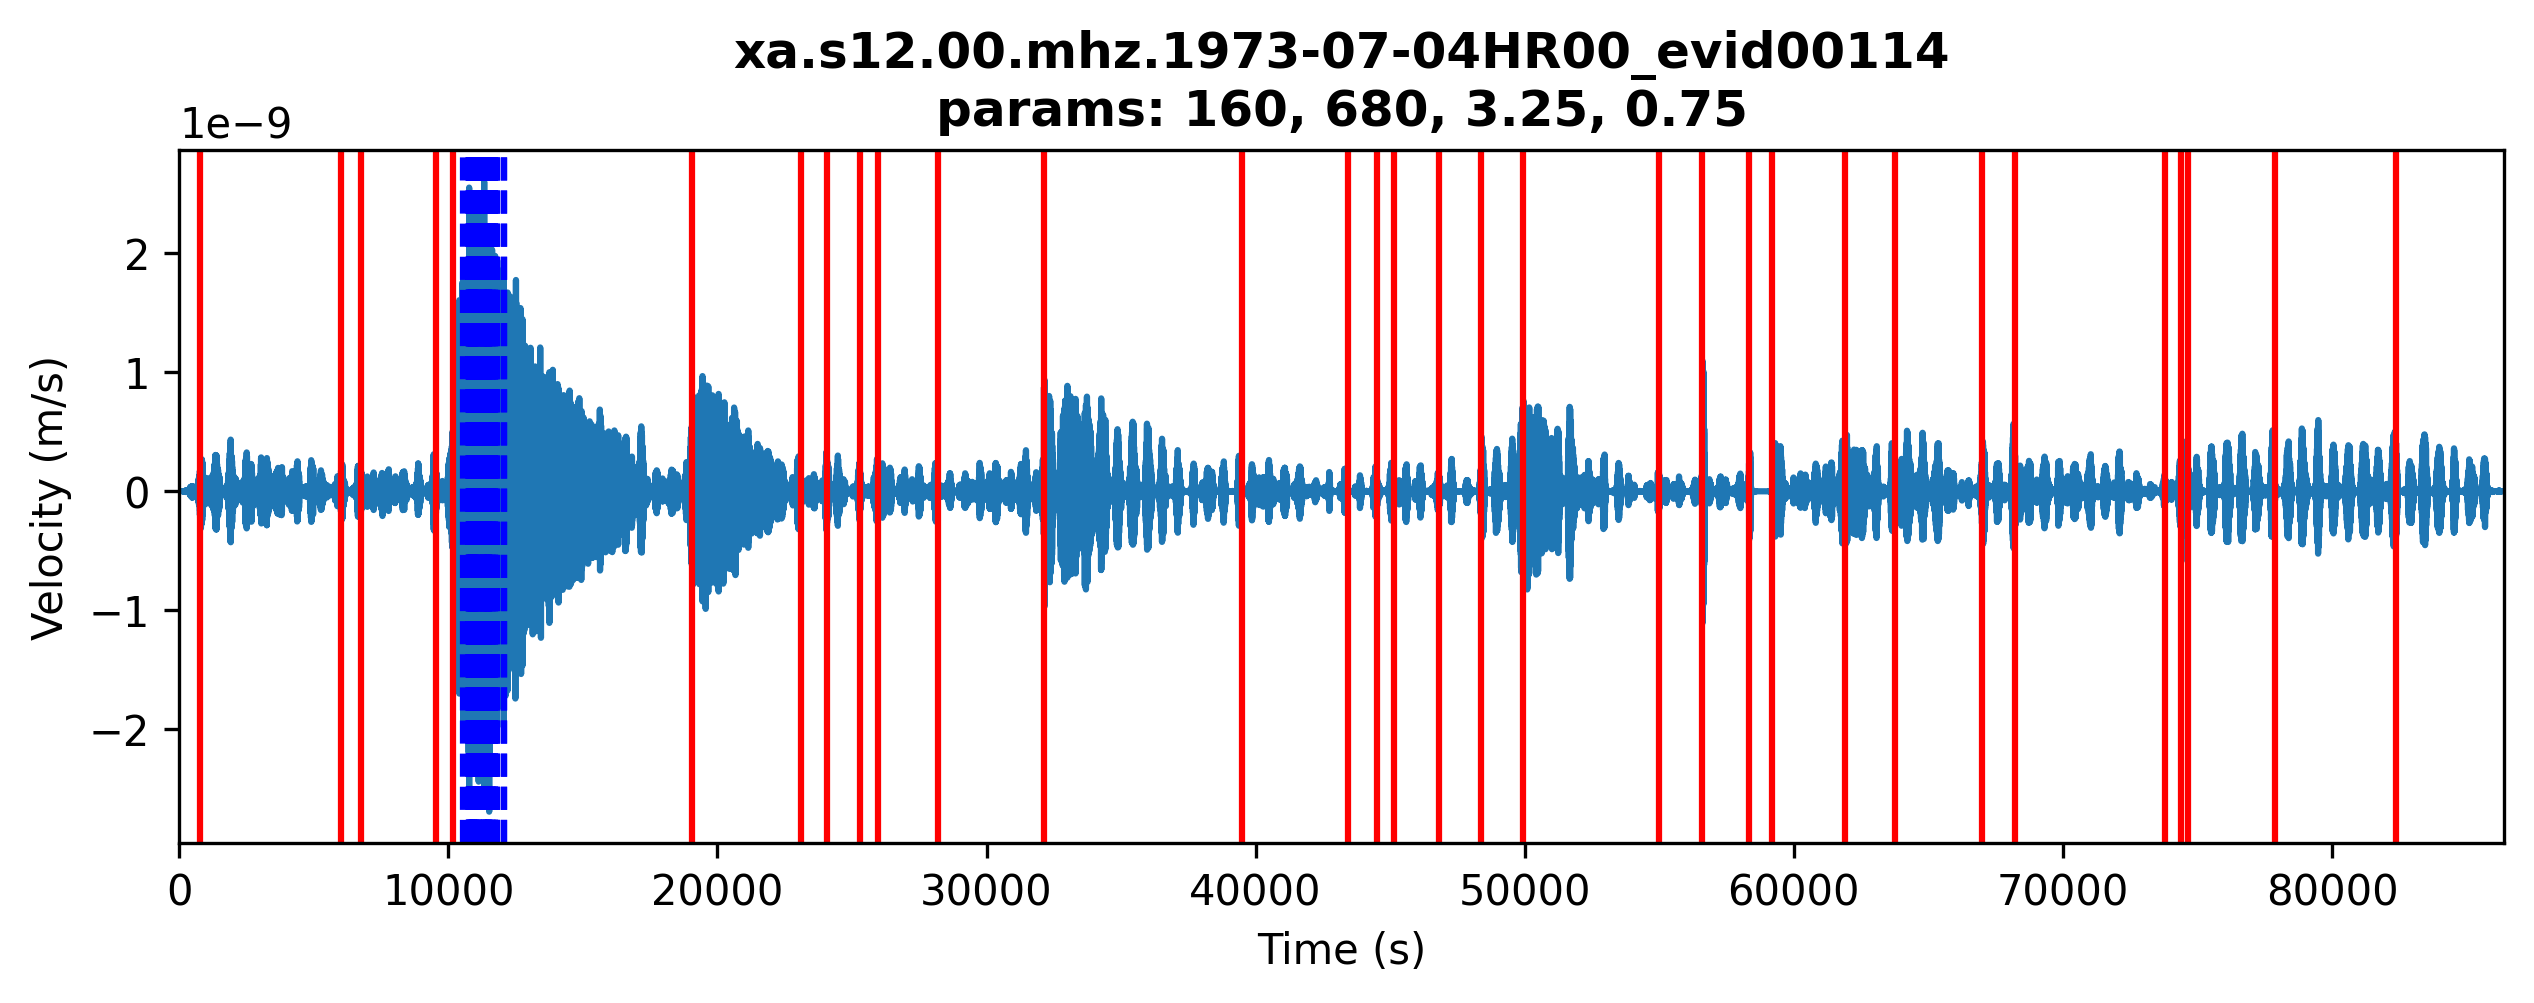 xa.s12.00.mhz.1973-07-04HR00_evid00114
params: 160, 680, 3.25, 0.75
1e−9
2
1
0
−1
−2
Velocity (m/s)
0 10000 20000 30000 40000 50000 60000 70000 80000
Time (s)